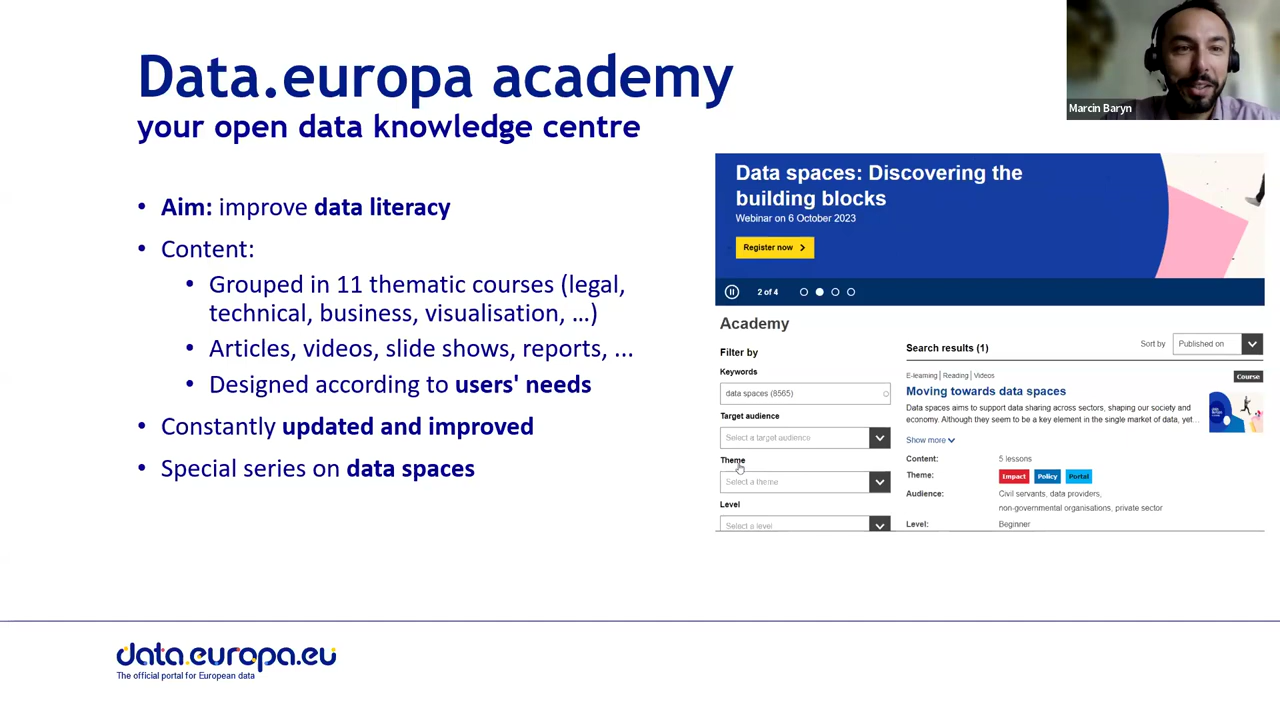 Data.europa academy
your open data knowledge centre
Marcin Baryn
• Aim: improve data literacy
• Content:
• Grouped in 11 thematic courses (legal,
technical, business, visualisation, ...)
• Articles, videos, slide shows, reports, ...
• Designed according to users' needs
• Constantly updated and improved
• Special series on data spaces
Data spaces: Discovering the
building blocks
Webinar on 6 October 2023
Register now
2 of 4
Academy
Filter by
Keywords
data spaces (8565)
Target audience
Select a target audience
Theme
Select a theme
Level
Select a level
Search results (1)
Sort by Published on
E-learning | Reading | Videos
Course
Moving towards data spaces
Data spaces aims to support data sharing across sectors, shaping our society and
economy. Although they seem to be a key element in the single market of data, yet...
Show more
Content: 5 lessons
Theme: Impact Policy Portal
Audience: Civil servants, data providers,
non-governmental organisations, private sector
Level: Beginner
data.europa.eu
The official portal for European data